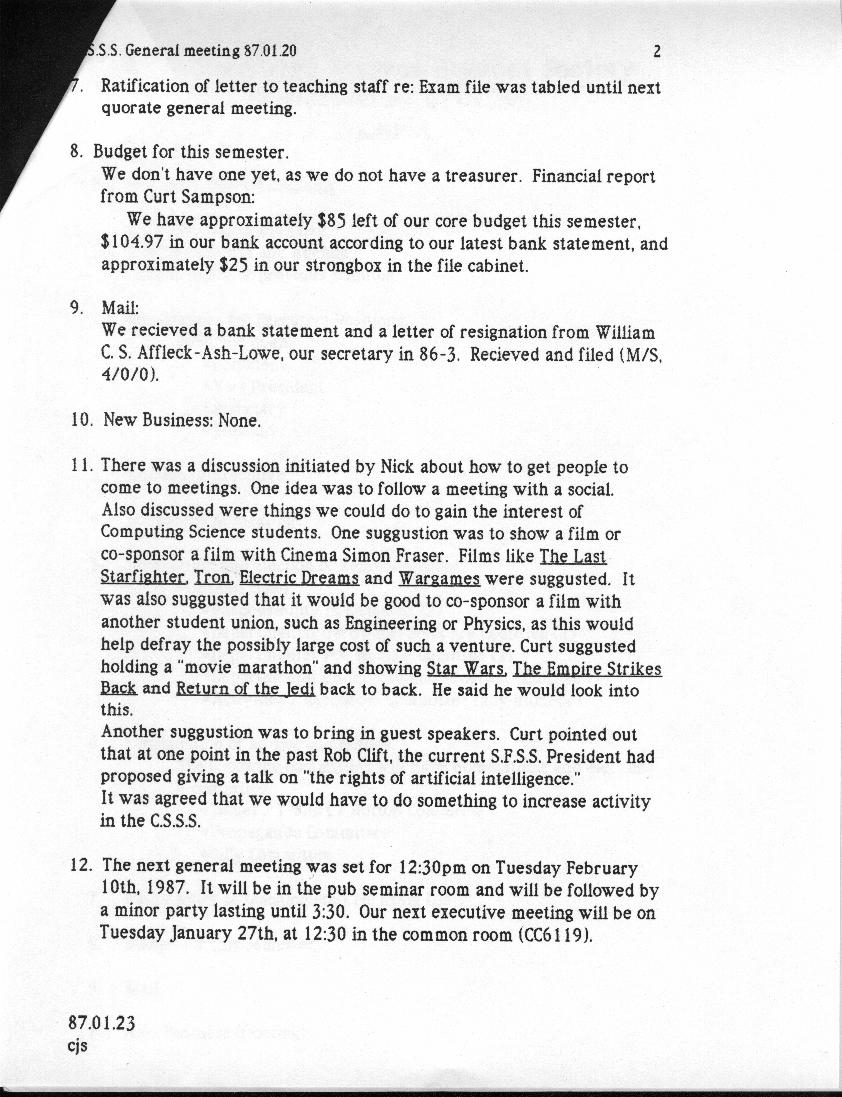 S.S.S. General meeting 87.01.20 2
7. Ratification of letter to teaching staff re: Exam file was tabled until next
quorate general meeting.
8. Budget for this semester.
We don't have one yet, as we do not have a treasurer. Financial report
from Curt Sampson:
We have approximately $85 left of our core budget this semester,
$104.97 in our bank account according to our latest bank statement, and
approximately $25 in our strongbox in the file cabinet.
9. Mail:
We recieved a bank statement and a letter of resignation from William
C. S. Affleck-Ash-Lowe, our secretary in 86-3. Recieved and filed (M/S,
4/0/0).
10. New Business: None.
11. There was a discussion initiated by Nick about how to get people to
come to meetings. One idea was to follow a meeting with a social.
Also discussed were things we could do to gain the interest of
Computing Science students. One suggustion was to show a film or
co-sponsor a film with Cinema Simon Fraser. Films like The Last
Starfighter, Tron, Electric Dreams and Wargames were suggusted. It
was also suggusted that it would be good to co-sponsor a film with
another student union, such as Engineering or Physics, as this would
help defray the possibly large cost of such a venture. Curt suggusted
holding a "movie marathon" and showing Star Wars, The Empire Strikes
Back and Return of the Jedi back to back. He said he would look into
this.
Another suggustion was to bring in guest speakers. Curt pointed out
that at one point in the past Rob Clift, the current S.F.S.S. President had
proposed giving a talk on "the rights of artificial intelligence."
It was agreed that we would have to do something to increase activity
in the C.S.S.S.
12. The next general meeting was set for 12:30pm on Tuesday February
10th, 1987. It will be in the pub seminar room and will be followed by
a minor party lasting until 3:30. Our next executive meeting will be on
Tuesday January 27th, at 12:30 in the common room (CC6119).
87.01.23
cjs